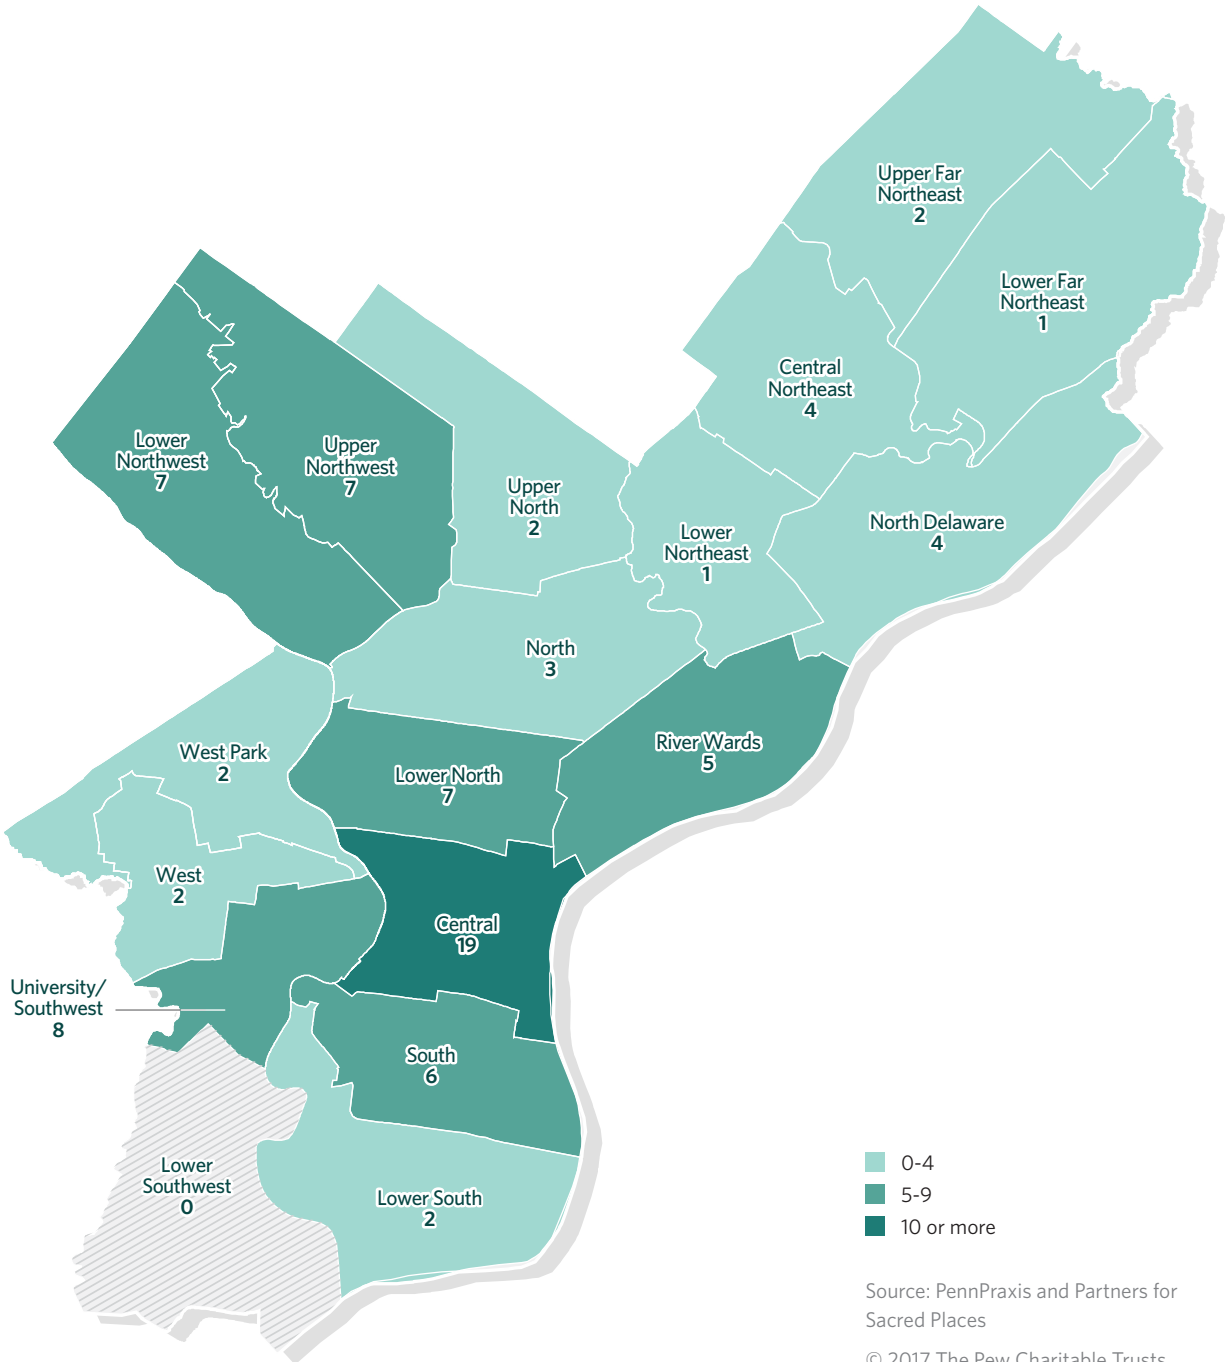 Upper Far
Northeast
2
Lower Far
Northeast
1
Central
Northeast
4
Lower
Northwest
7
Upper
Northwest
7
Upper
North
2
Lower
Northeast
1
North Delaware
4
North
3
West Park
2
Lower North
7
River Wards
5
West
2
Central
19
University/
Southwest
8
South
6
Lower
Southwest
0
Lower South
2
0-4
5-9
10 or more
Source: PennPraxis and Partners for
Sacred Places
© 2017 The Pew Charitable Trusts